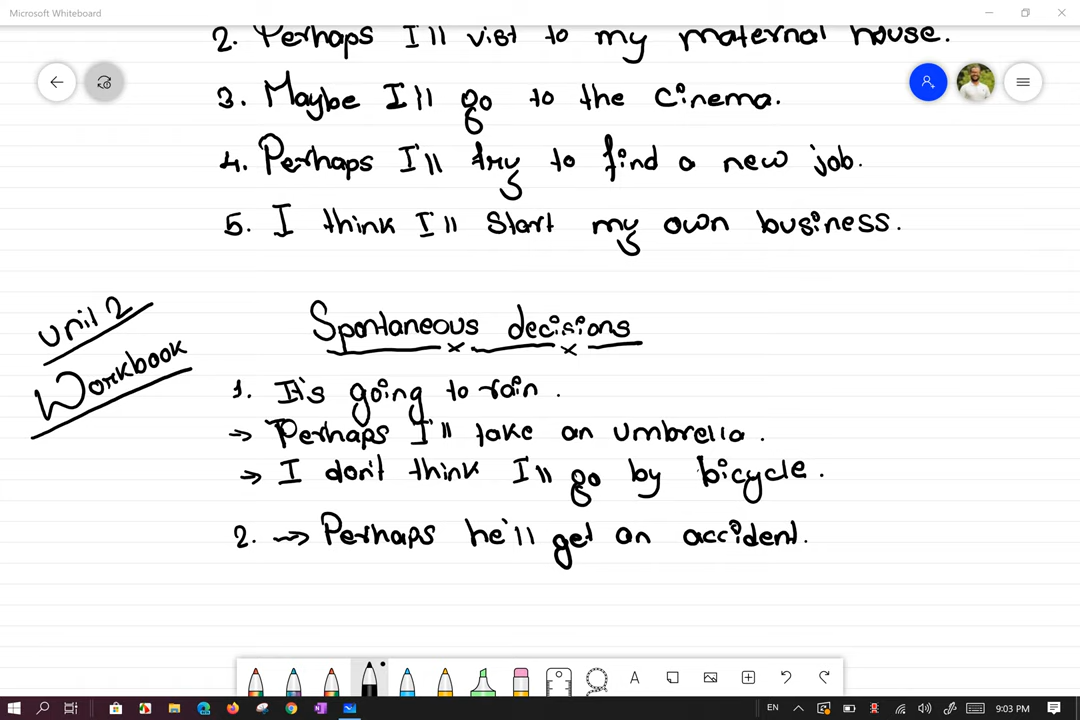 Microsoft Whiteboard
2. Perhaps I'll vist to my maternal house.
3. Maybe I'll go to the cinema.
4. Perhaps I'll try to find a new job.
5. I think I'll Start my own business.
Unit 2
Workbook
Spontaneous decisions
1. It's going to rain.
→ Perhaps I'll take an umbrella.
→ I don't think I'll go by bicycle.
2. → Perhaps he'll get an accident.
A
EN 9:03 PM